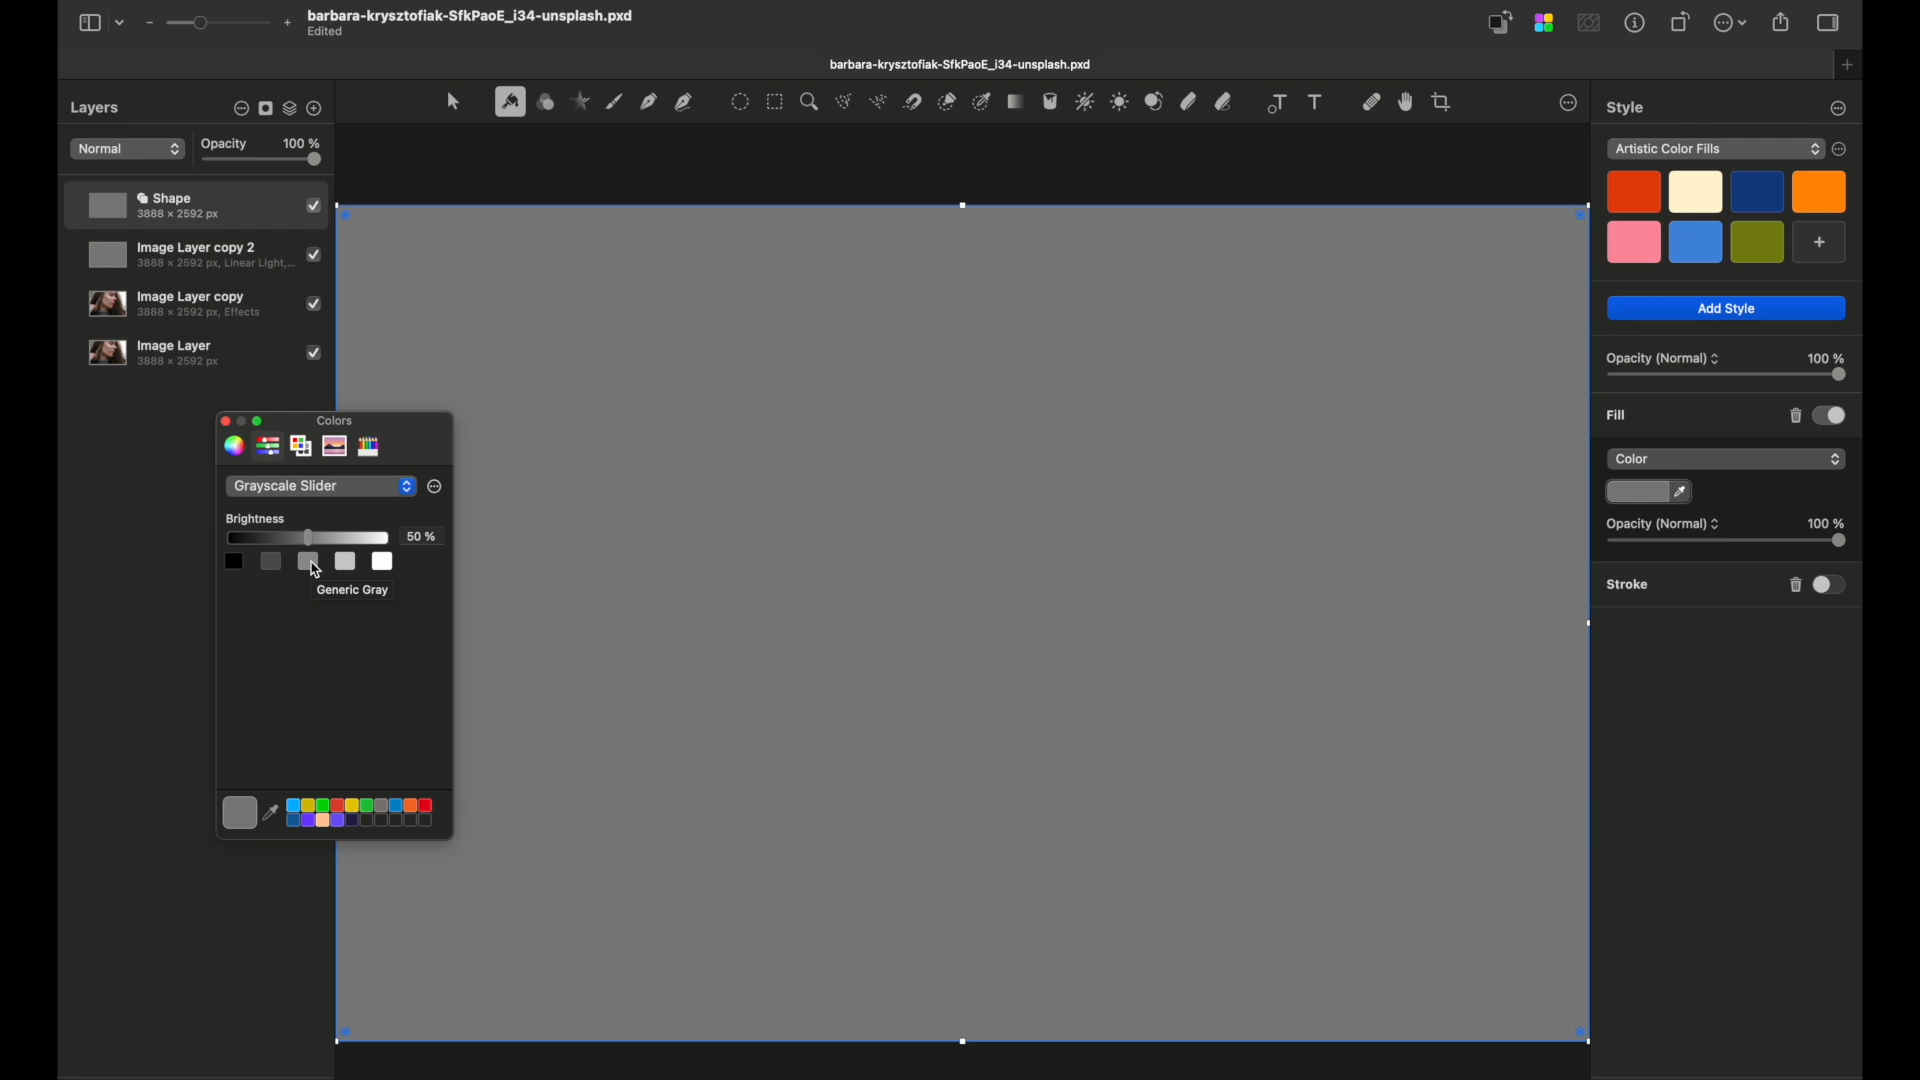 barbara-krysztofiak-SfkPaoE_i34-unsplash.pxd
Edited
barbara-krysztofiak-SfkPaoE_i34-unsplash.pxd
Layers
Normal
Opacity 100 %
Shape
3888 × 2592 px
Image Layer copy 2
3888 × 2592 px, Linear Light,...
Image Layer copy
3888 × 2592 px, Effects
Image Layer
3888 × 2592 px
Colors
Grayscale Slider
Brightness
50 %
Generic Gray
Style
Artistic Color Fills
Add Style
Opacity (Normal) 100 %
Fill
Color
Opacity (Normal) 100 %
Stroke